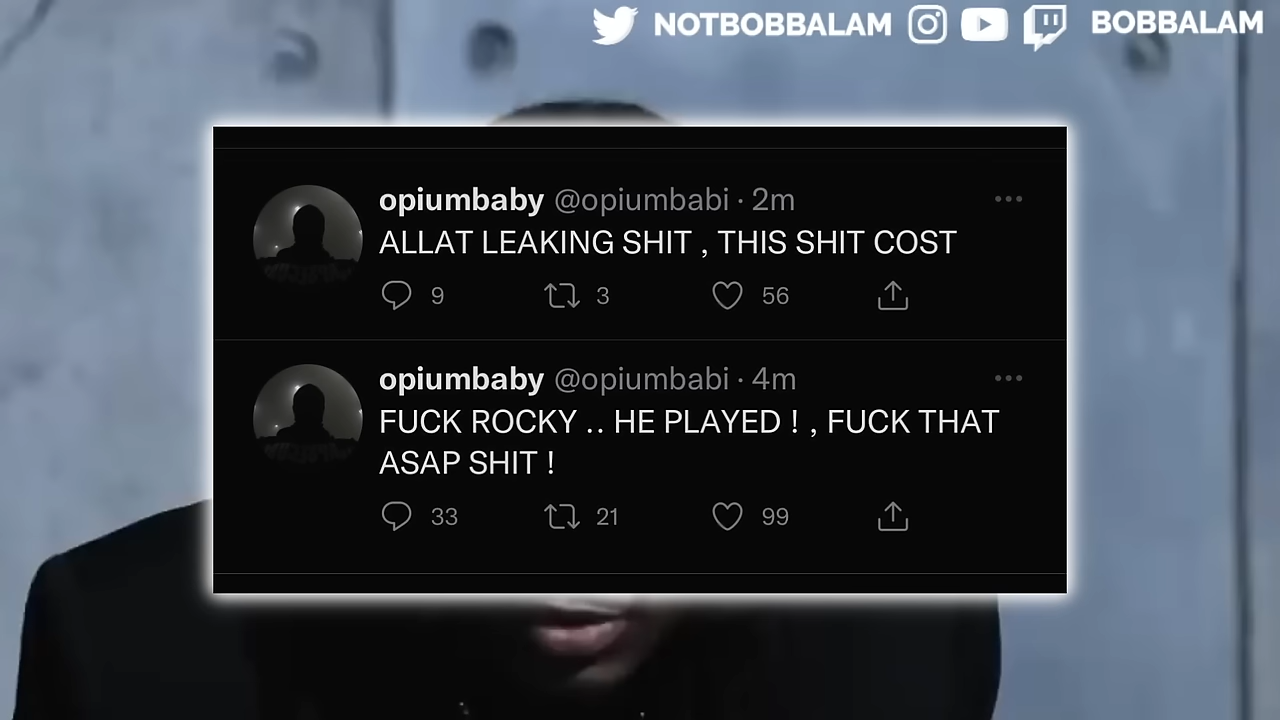 NOTBOBBALAM BOBBALAM
opiumbaby @opiumbabi · 2m
ALLAT LEAKING SHIT , THIS SHIT COST
9 3 56
opiumbaby @opiumbabi · 4m
FUCK ROCKY .. HE PLAYED ! , FUCK THAT
ASAP SHIT !
33 21 99